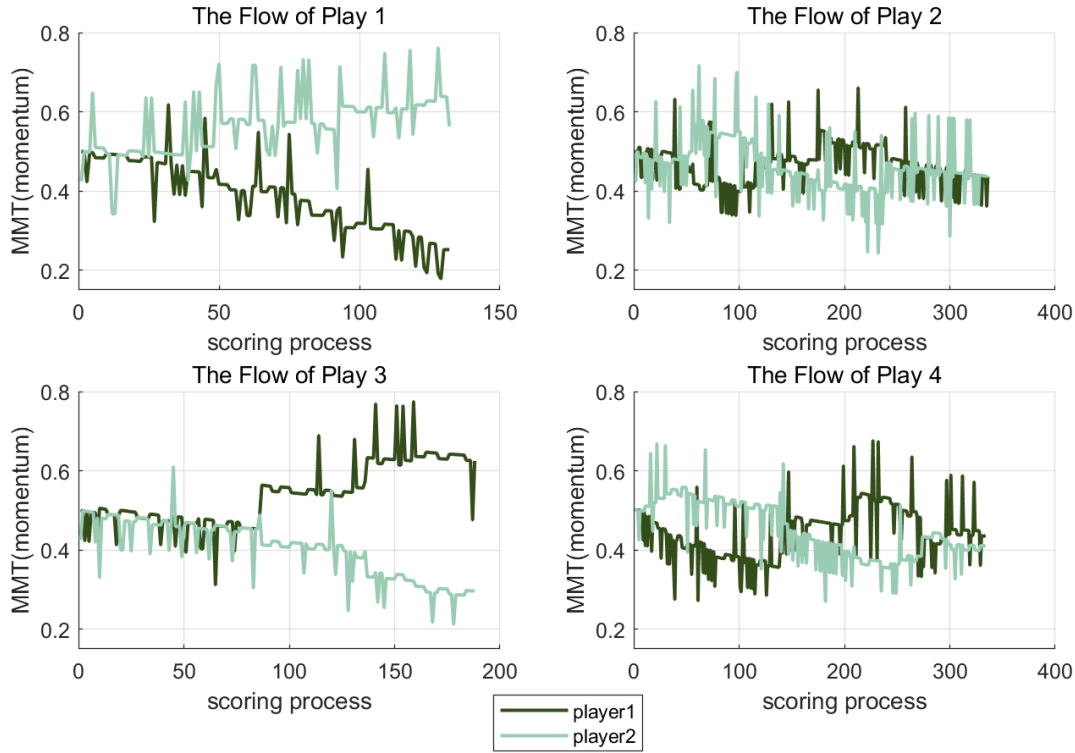 The Flow of Play 1
0.8
0.6
0.4
0.2
MMT(momentum)
0
50
100
150
scoring process
The Flow of Play 2
0.8
0.6
0.4
0.2
MMT(momentum)
0
100
200
300
400
scoring process
The Flow of Play 3
0.8
0.6
0.4
0.2
MMT(momentum)
0
50
100
150
200
scoring process
The Flow of Play 4
0.8
0.6
0.4
0.2
MMT(momentum)
0
100
200
300
400
scoring process
player1
player2